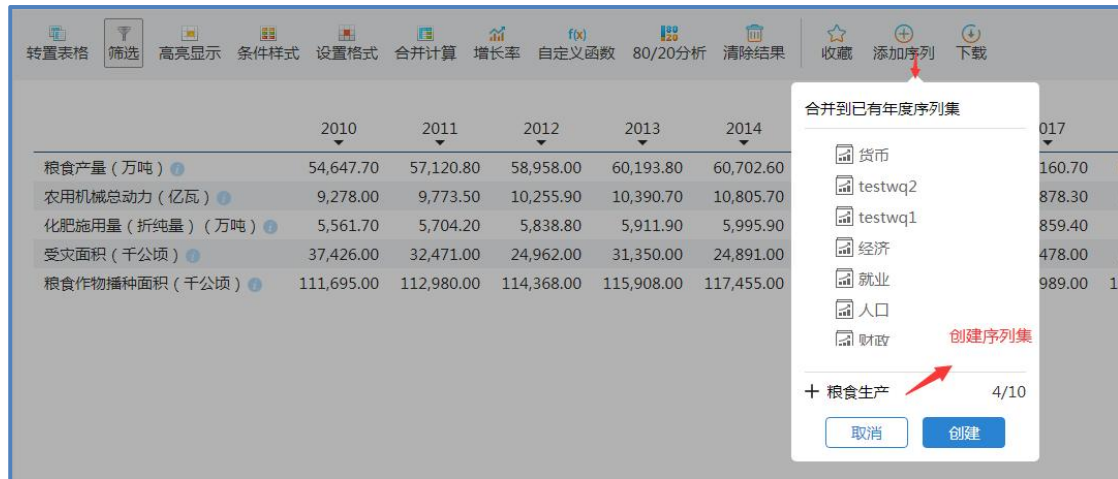 转置表格 筛选 高亮显示 条件样式 设置格式 合并计算 增长率 f(x) 自定义函数 80/20分析 清除结果 收藏 添加序列 下载
合并到已有年度序列集
2010 2011 2012 2013 2014 017
货币
粮食产量（万吨） 54,647.70 57,120.80 58,958.00 60,193.80 60,702.60 160.70
testwq2
农用机械总动力（亿瓦） 9,278.00 9,773.50 10,255.90 10,390.70 10,805.70 878.30
testwq1
化肥施用量（折纯量）（万吨） 5,561.70 5,704.20 5,838.80 5,911.90 5,995.90 859.40
经济
受灾面积（千公顷） 37,426.00 32,471.00 24,962.00 31,350.00 24,891.00 478.00
就业
粮食作物播种面积（千公顷） 111,695.00 112,980.00 114,368.00 115,908.00 117,455.00 989.00 1
人口
财政
创建序列集
粮食生产 4/10
取消 创建